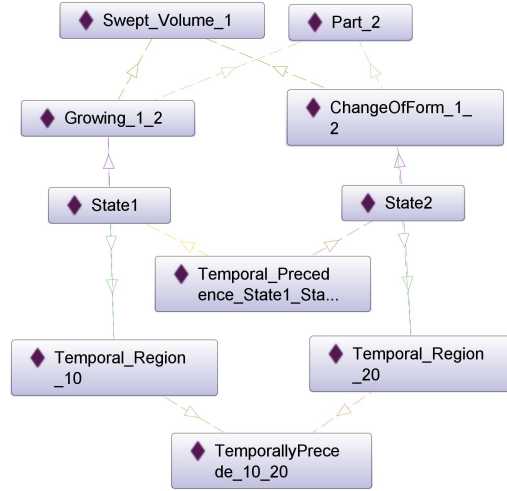 Swept_Volume_1
Part_2
Growing_1_2
ChangeOfForm_1_
2
State1
State2
Temporal_Preced
ence_State1_Sta...
Temporal_Region
_10
Temporal_Region
_20
TemporallyPrece
de_10_20